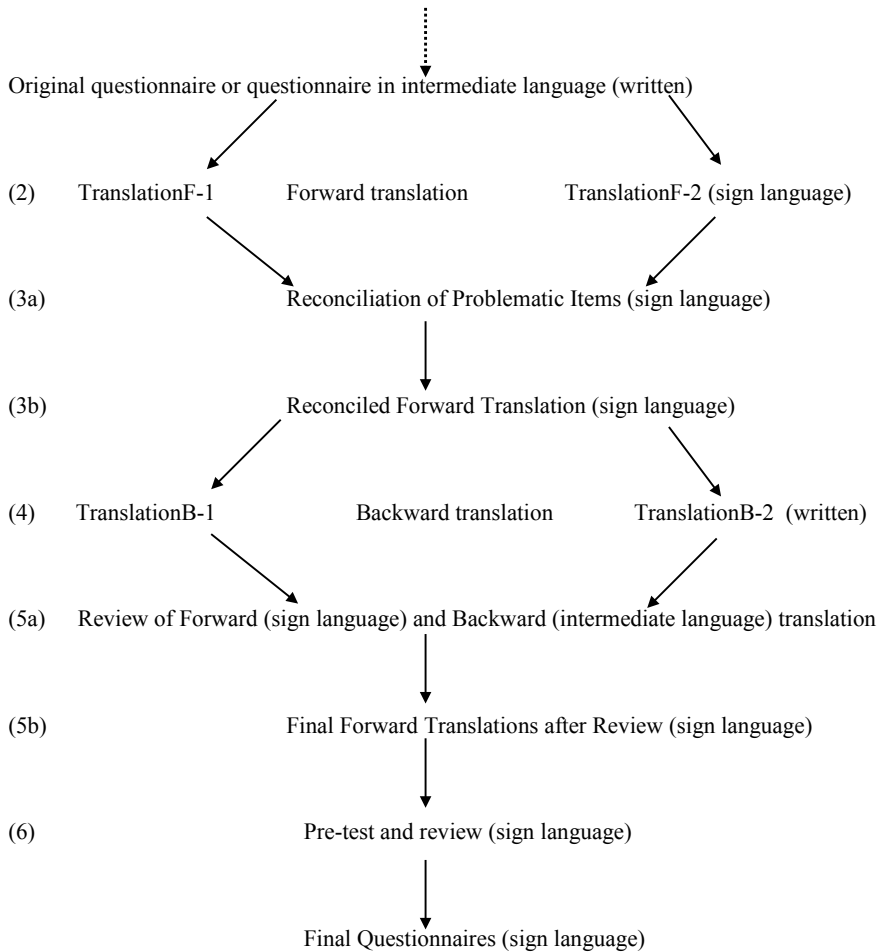 Original questionnaire or questionnaire in intermediate language (written)
(2) TranslationF-1 Forward translation TranslationF-2 (sign language)
(3a) Reconciliation of Problematic Items (sign language)
(3b) Reconciled Forward Translation (sign language)
(4) TranslationB-1 Backward translation TranslationB-2 (written)
(5a) Review of Forward (sign language) and Backward (intermediate language) translation
(5b) Final Forward Translations after Review (sign language)
(6) Pre-test and review (sign language)
Final Questionnaires (sign language)